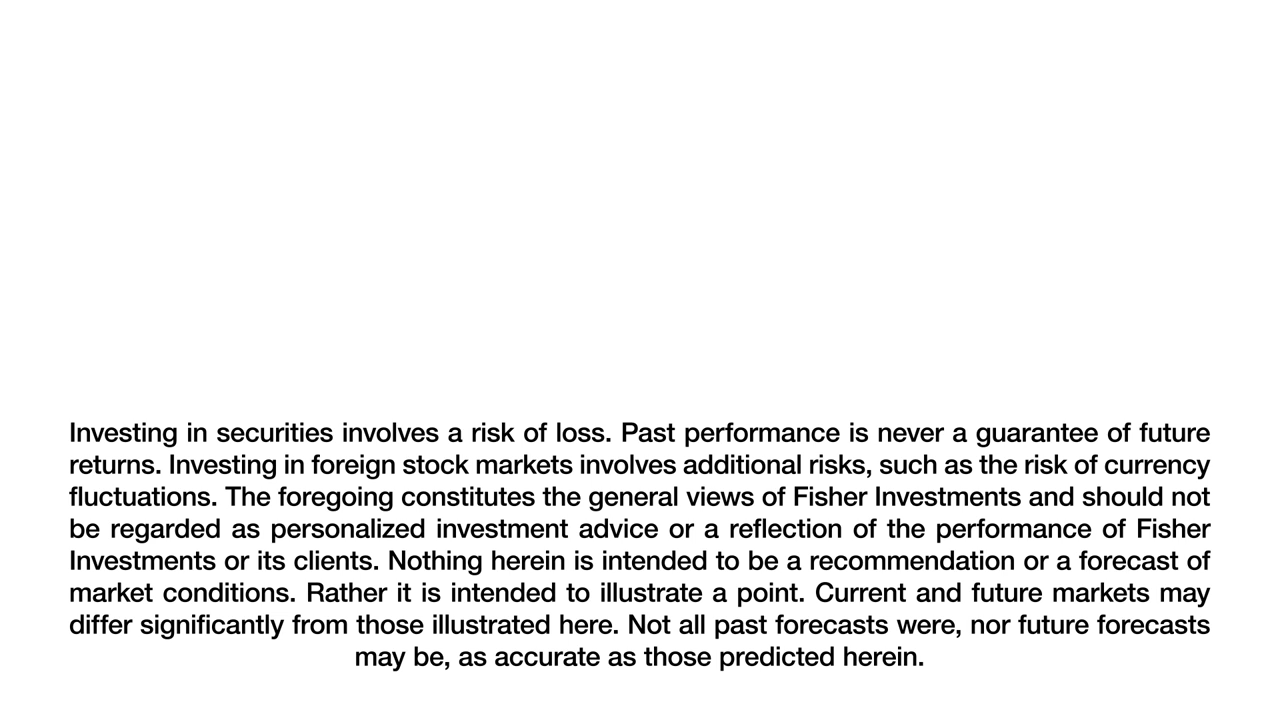 Investing in securities involves a risk of loss. Past performance is never a guarantee of future
returns. Investing in foreign stock markets involves additional risks, such as the risk of currency
fluctuations. The foregoing constitutes the general views of Fisher Investments and should not
be regarded as personalized investment advice or a reflection of the performance of Fisher
Investments or its clients. Nothing herein is intended to be a recommendation or a forecast of
market conditions. Rather it is intended to illustrate a point. Current and future markets may
differ significantly from those illustrated here. Not all past forecasts were, nor future forecasts
may be, as accurate as those predicted herein.